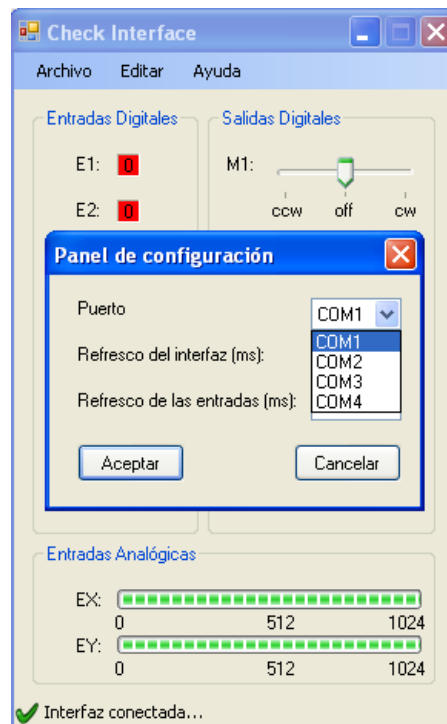 Check Interface
Archivo Editar Ayuda
Entradas Digitales Salidas Digitales
E1: 0 M1:
E2: 0 ccw off cw
Panel de configuración
Puerto COM1
COM1
Refresco del interfaz (ms): COM2
COM3
Refresco de las entradas (ms): COM4
Aceptar Cancelar
Entradas Analógicas
EX:
0 512 1024
EY:
0 512 1024
Interfaz conectada...